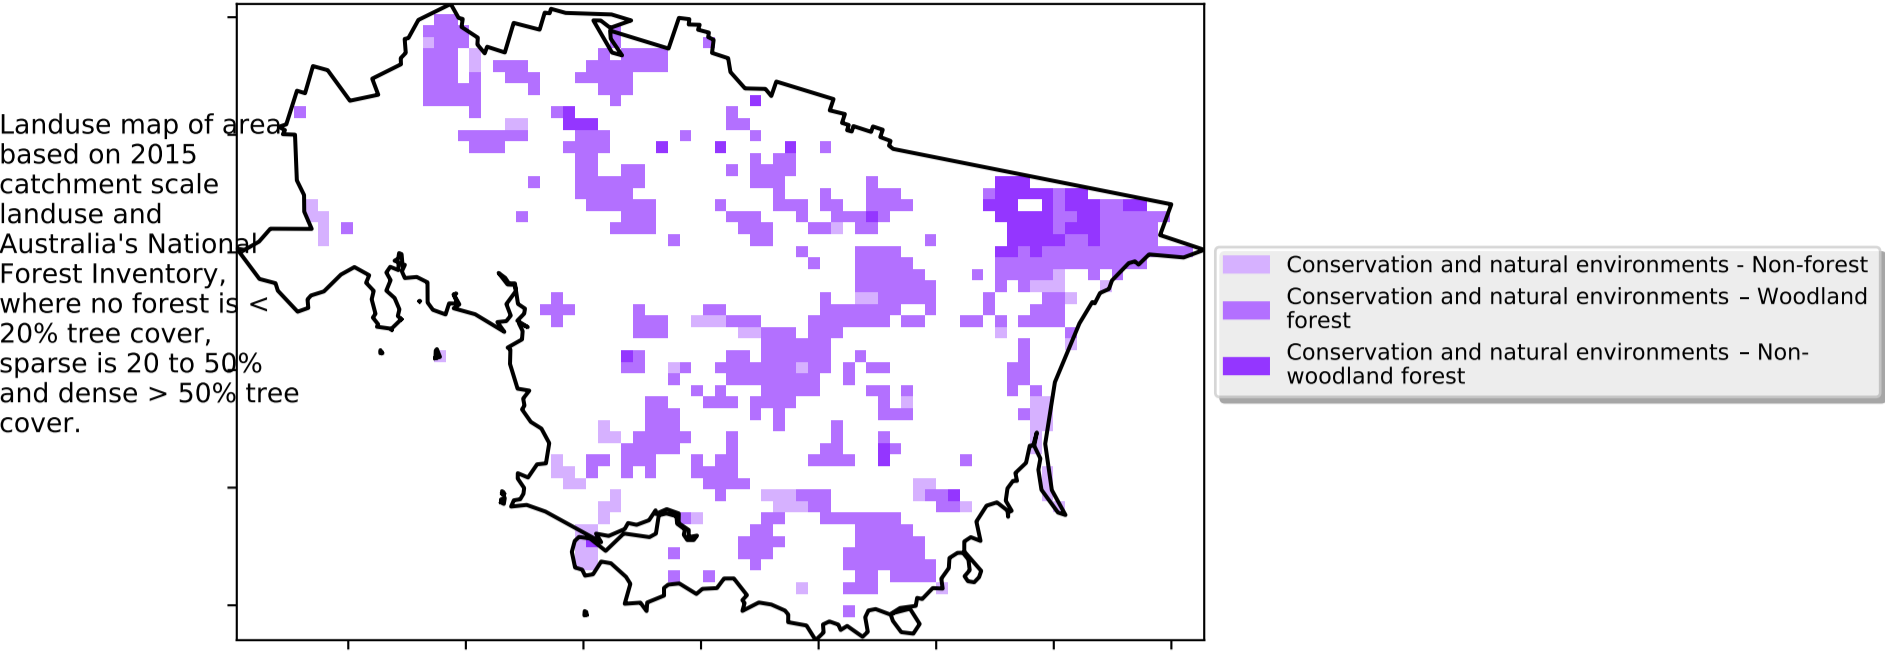 Landuse map of area
based on 2015
catchment scale
landuse and
Australia's National
Forest Inventory,
where no forest is <
20% tree cover,
sparse is 20 to 50%
and dense > 50% tree
cover.
Conservation and natural environments - Non-forest
Conservation and natural environments – Woodland
forest
Conservation and natural environments – Non-
woodland forest